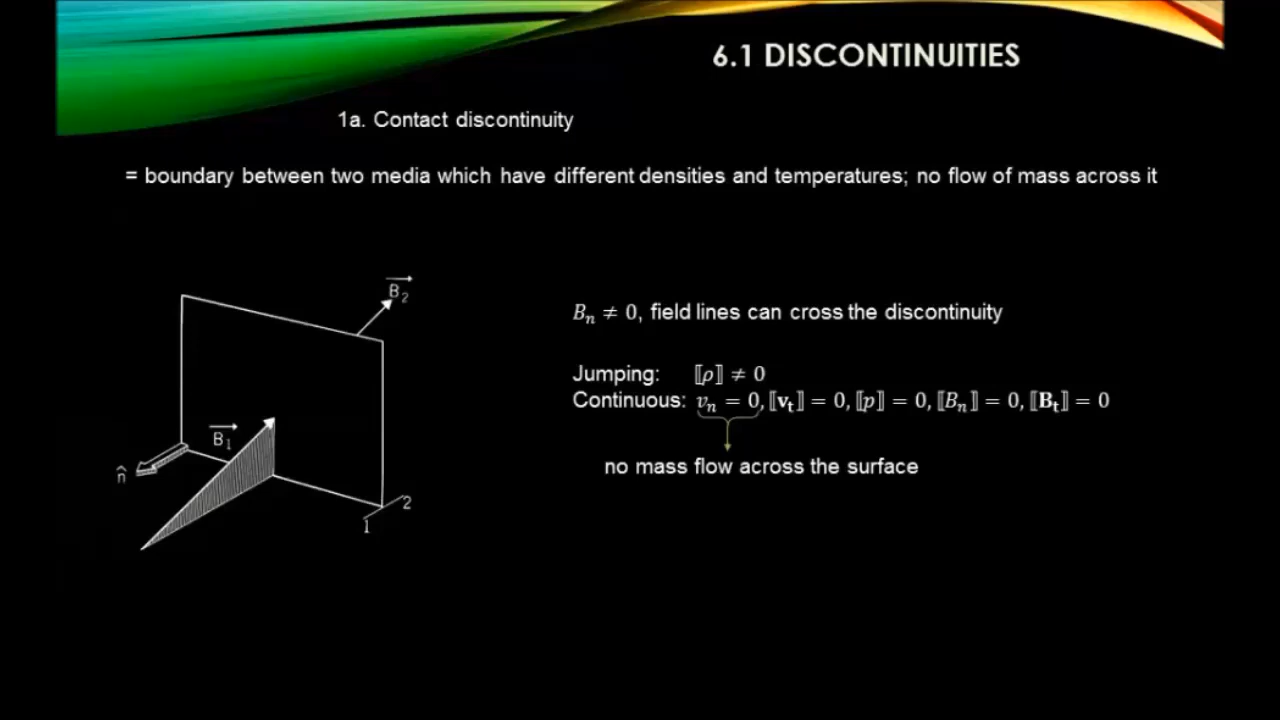 6.1 DISCONTINUITIES
1a. Contact discontinuity
= boundary between two media which have different densities and temperatures; no flow of mass across it
B₂
Bₙ ≠ 0, field lines can cross the discontinuity
Jumping: ⟦ρ⟧ ≠ 0
Continuous: vₙ = 0, ⟦𝐯ₜ⟧ = 0, ⟦p⟧ = 0, ⟦Bₙ⟧ = 0, ⟦𝐁ₜ⟧ = 0
B₁
no mass flow across the surface
n̂
2
1